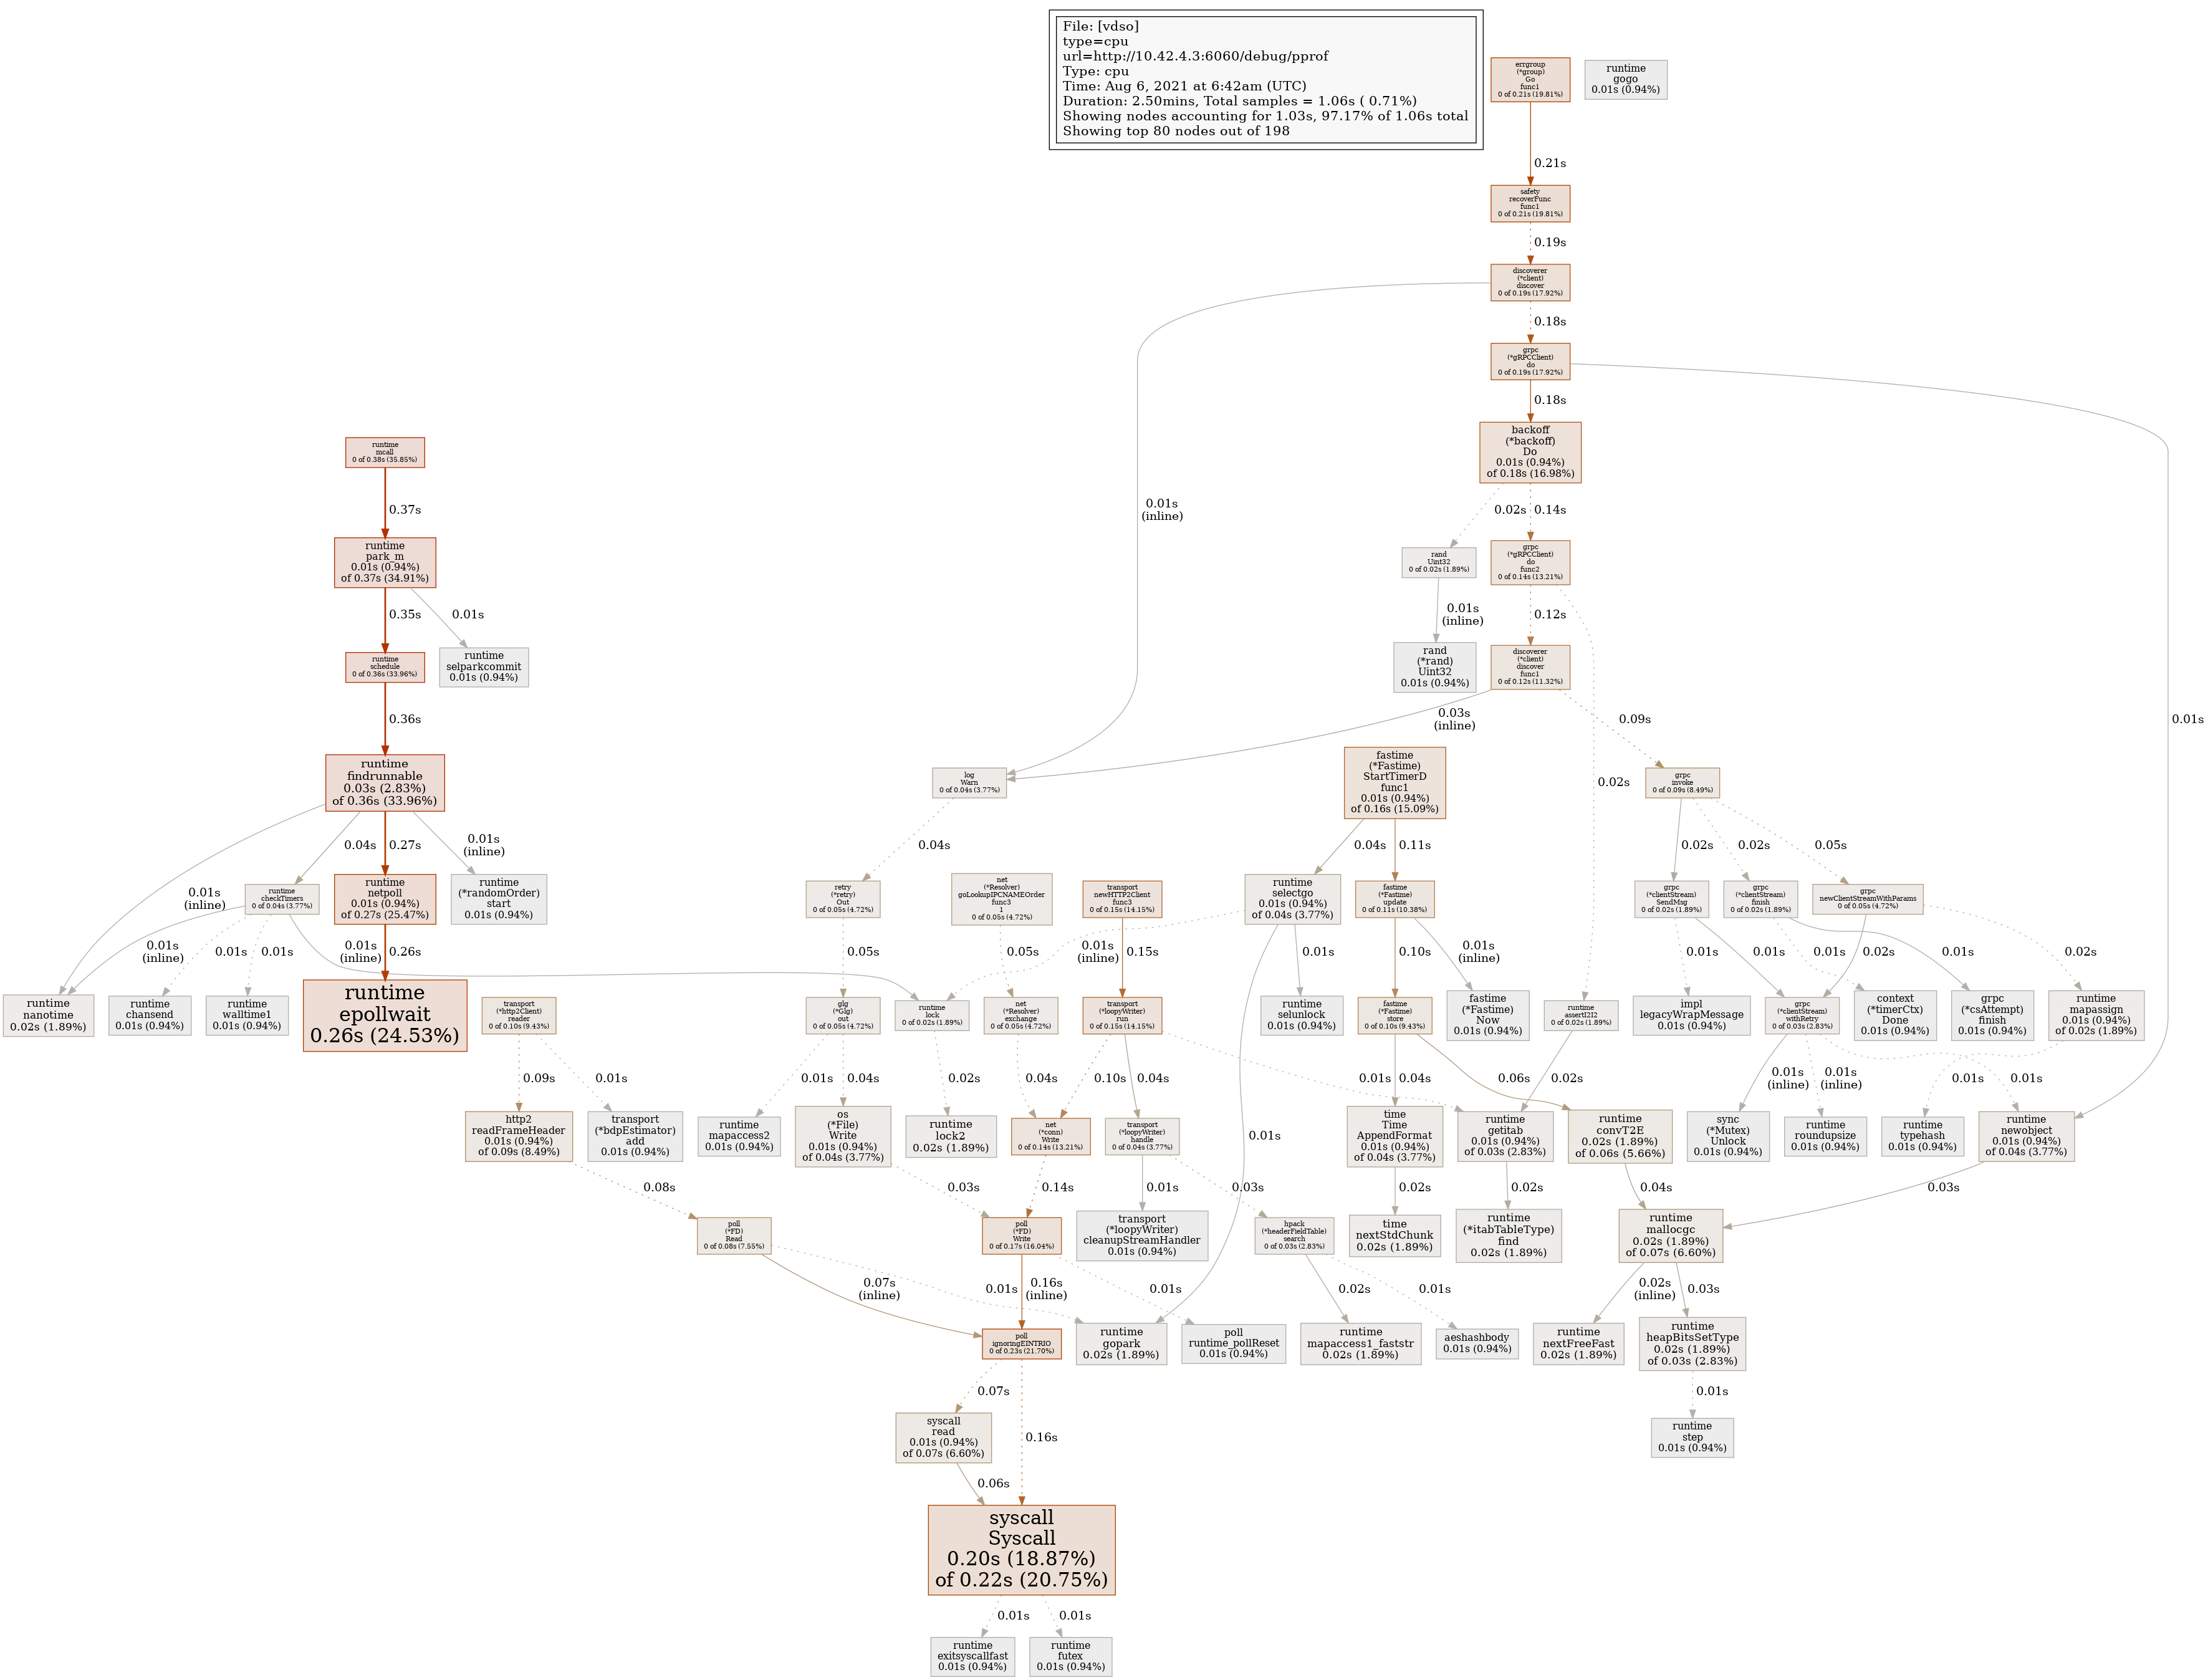 File: [vdso]
type=cpu
url=http://10.42.4.3:6060/debug/pprof
Type: cpu
Time: Aug 6, 2021 at 6:42am (UTC)
Duration: 2.50mins, Total samples = 1.06s ( 0.71%)
Showing nodes accounting for 1.03s, 97.17% of 1.06s total
Showing top 80 nodes out of 198
errgroup
(*group)
Go
func1
0 of 0.21s (19.81%)
runtime
gogo
0.01s (0.94%)
0.21s
safety
recoverFunc
func1
0 of 0.21s (19.81%)
0.19s
discoverer
(*client)
discover
0 of 0.19s (17.92%)
0.18s
grpc
(*gRPCClient)
do
0 of 0.19s (17.92%)
0.18s
backoff
(*backoff)
Do
0.01s (0.94%)
of 0.18s (16.98%)
runtime
mcall
0 of 0.38s (35.85%)
0.37s
0.01s
(inline)
0.02s
0.14s
runtime
park_m
0.01s (0.94%)
of 0.37s (34.91%)
rand
Uint32
0 of 0.02s (1.89%)
grpc
(*gRPCClient)
do
func2
0 of 0.14s (13.21%)
0.35s
0.01s
0.01s
(inline)
0.12s
runtime
schedule
0 of 0.36s (33.96%)
runtime
selparkcommit
0.01s (0.94%)
rand
(*rand)
Uint32
0.01s (0.94%)
discoverer
(*client)
discover
func1
0 of 0.12s (11.32%)
0.36s
0.03s
(inline)
0.09s
0.01s
runtime
findrunnable
0.03s (2.83%)
of 0.36s (33.96%)
log
Warn
0 of 0.04s (3.77%)
fastime
(*Fastime)
StartTimerD
func1
0.01s (0.94%)
of 0.16s (15.09%)
0.02s
grpc
invoke
0 of 0.09s (8.49%)
0.01s
(inline)
0.04s
0.27s
0.01s
(inline)
0.04s
0.04s
0.11s
0.02s
0.02s
0.05s
runtime
checkTimers
0 of 0.04s (3.77%)
runtime
netpoll
0.01s (0.94%)
of 0.27s (25.47%)
runtime
(*randomOrder)
start
0.01s (0.94%)
retry
(*retry)
Out
0 of 0.05s (4.72%)
net
(*Resolver)
goLookupIPCNAMEOrder
func3
1
0 of 0.05s (4.72%)
transport
newHTTP2Client
func3
0 of 0.15s (14.15%)
runtime
selectgo
0.01s (0.94%)
of 0.04s (3.77%)
fastime
(*Fastime)
update
0 of 0.11s (10.38%)
grpc
(*clientStream)
SendMsg
0 of 0.02s (1.89%)
grpc
(*clientStream)
finish
0 of 0.02s (1.89%)
grpc
newClientStreamWithParams
0 of 0.05s (4.72%)
0.01s
(inline)
0.01s
0.01s
0.01s
(inline)
0.26s
0.05s
0.05s
0.01s
(inline)
0.15s
0.01s
0.10s
0.01s
(inline)
0.01s
0.01s
0.01s
0.01s
0.02s
0.02s
runtime
nanotime
0.02s (1.89%)
runtime
chansend
0.01s (0.94%)
runtime
walltime1
0.01s (0.94%)
runtime
epollwait
0.26s (24.53%)
transport
(*http2Client)
reader
0 of 0.10s (9.43%)
glg
(*Glg)
out
0 of 0.05s (4.72%)
runtime
lock
0 of 0.02s (1.89%)
net
(*Resolver)
exchange
0 of 0.05s (4.72%)
transport
(*loopyWriter)
run
0 of 0.15s (14.15%)
runtime
selunlock
0.01s (0.94%)
fastime
(*Fastime)
store
0 of 0.10s (9.43%)
fastime
(*Fastime)
Now
0.01s (0.94%)
runtime
assertI2I2
0 of 0.02s (1.89%)
impl
legacyWrapMessage
0.01s (0.94%)
grpc
(*clientStream)
withRetry
0 of 0.03s (2.83%)
context
(*timerCtx)
Done
0.01s (0.94%)
grpc
(*csAttempt)
finish
0.01s (0.94%)
runtime
mapassign
0.01s (0.94%)
of 0.02s (1.89%)
0.09s
0.01s
0.01s
0.04s
0.02s
0.04s
0.10s
0.04s
0.01s
0.04s
0.06s
0.02s
0.01s
(inline)
0.01s
(inline)
0.01s
0.01s
http2
readFrameHeader
0.01s (0.94%)
of 0.09s (8.49%)
transport
(*bdpEstimator)
add
0.01s (0.94%)
runtime
mapaccess2
0.01s (0.94%)
os
(*File)
Write
0.01s (0.94%)
of 0.04s (3.77%)
runtime
lock2
0.02s (1.89%)
net
(*conn)
Write
0 of 0.14s (13.21%)
transport
(*loopyWriter)
handle
0 of 0.04s (3.77%)
0.01s
time
Time
AppendFormat
0.01s (0.94%)
of 0.04s (3.77%)
runtime
getitab
0.01s (0.94%)
of 0.03s (2.83%)
runtime
convT2E
0.02s (1.89%)
of 0.06s (5.66%)
sync
(*Mutex)
Unlock
0.01s (0.94%)
runtime
roundupsize
0.01s (0.94%)
runtime
typehash
0.01s (0.94%)
runtime
newobject
0.01s (0.94%)
of 0.04s (3.77%)
0.08s
0.03s
0.14s
0.01s
0.03s
0.02s
0.02s
0.04s
0.03s
poll
(*FD)
Read
0 of 0.08s (7.55%)
poll
(*FD)
Write
0 of 0.17s (16.04%)
transport
(*loopyWriter)
cleanupStreamHandler
0.01s (0.94%)
hpack
(*headerFieldTable)
search
0 of 0.03s (2.83%)
time
nextStdChunk
0.02s (1.89%)
runtime
(*itabTableType)
find
0.02s (1.89%)
runtime
mallocgc
0.02s (1.89%)
of 0.07s (6.60%)
0.07s
(inline)
0.01s
0.16s
(inline)
0.01s
0.02s
0.01s
0.02s
(inline)
0.03s
poll
ignoringEINTRIO
0 of 0.23s (21.70%)
runtime
gopark
0.02s (1.89%)
poll
runtime_pollReset
0.01s (0.94%)
runtime
mapaccess1_faststr
0.02s (1.89%)
aeshashbody
0.01s (0.94%)
runtime
nextFreeFast
0.02s (1.89%)
runtime
heapBitsSetType
0.02s (1.89%)
of 0.03s (2.83%)
0.07s
0.16s
0.01s
syscall
read
0.01s (0.94%)
of 0.07s (6.60%)
runtime
step
0.01s (0.94%)
0.06s
syscall
Syscall
0.20s (18.87%)
of 0.22s (20.75%)
0.01s
0.01s
runtime
exitsyscallfast
0.01s (0.94%)
runtime
futex
0.01s (0.94%)